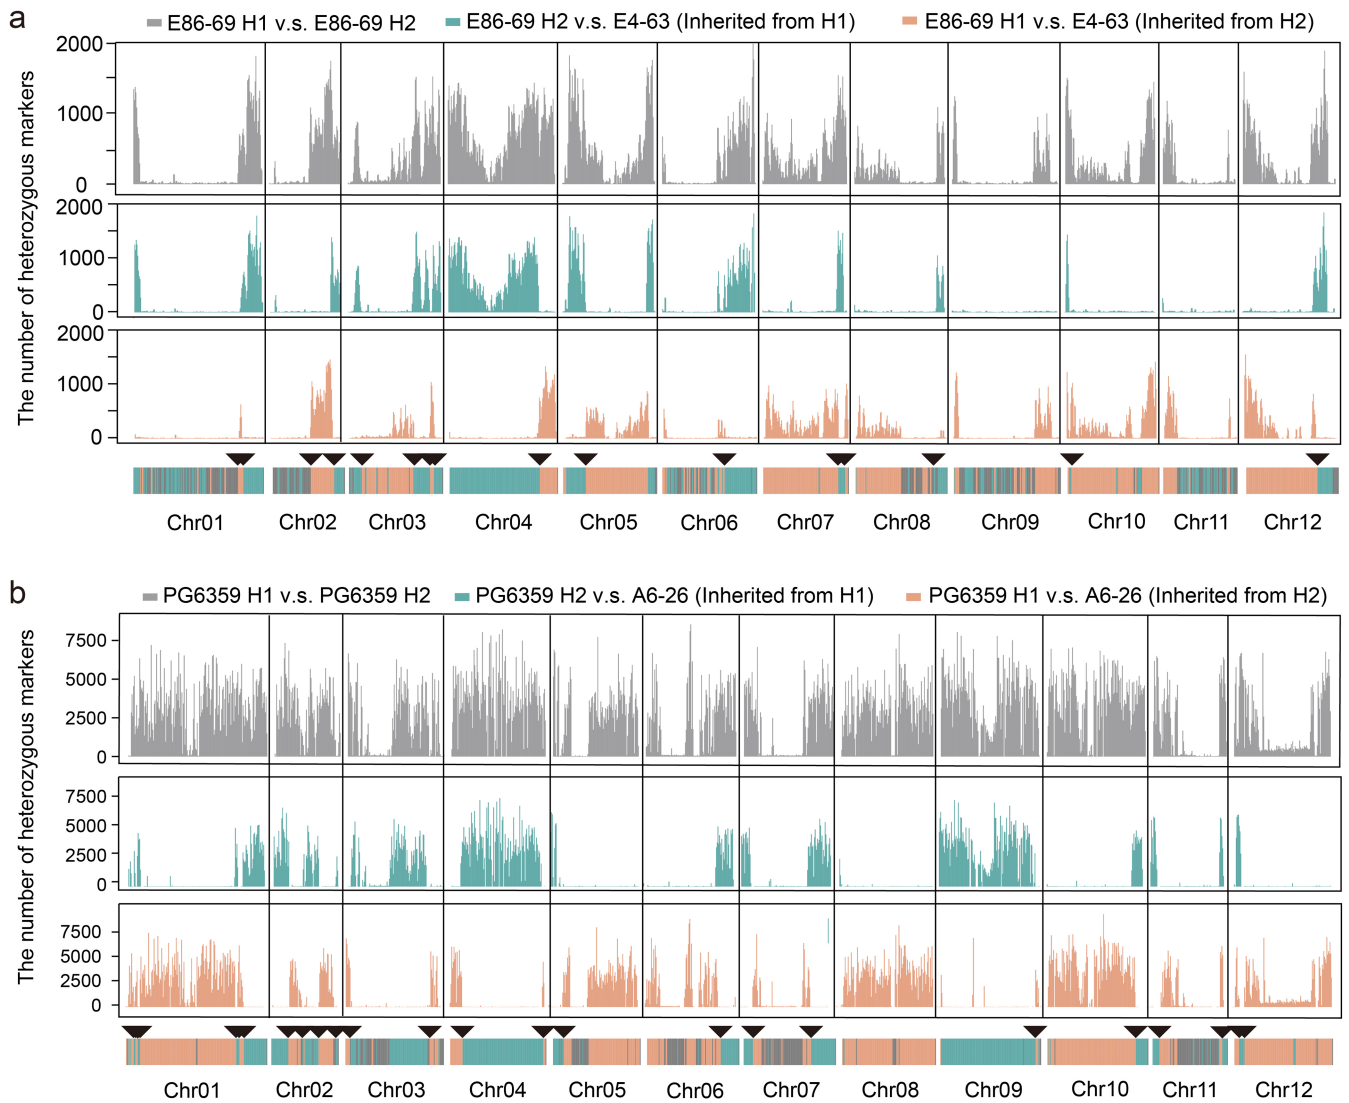 a
E86-69 H1 v.s. E86-69 H2 E86-69 H2 v.s. E4-63 (Inherited from H1) E86-69 H1 v.s. E4-63 (Inherited from H2)
The number of heterozygous markers
2000
1000
0
2000
1000
0
2000
1000
0
Chr01 Chr02 Chr03 Chr04 Chr05 Chr06 Chr07 Chr08 Chr09 Chr10 Chr11 Chr12
b
PG6359 H1 v.s. PG6359 H2 PG6359 H2 v.s. A6-26 (Inherited from H1) PG6359 H1 v.s. A6-26 (Inherited from H2)
The number of heterozygous markers
7500
5000
2500
0
7500
5000
2500
0
7500
5000
2500
0
Chr01 Chr02 Chr03 Chr04 Chr05 Chr06 Chr07 Chr08 Chr09 Chr10 Chr11 Chr12